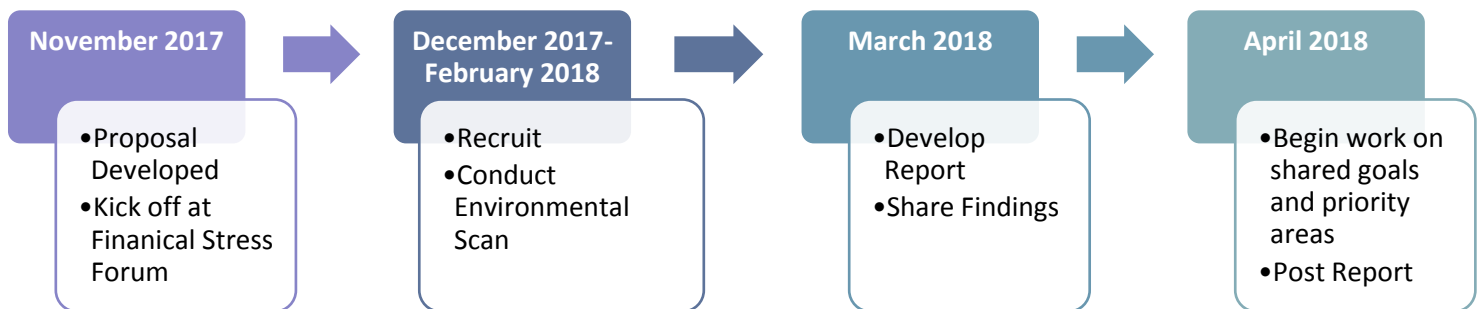 November 2017
•Proposal
Developed
•Kick off at
Finanical Stress
Forum
December 2017-
February 2018
•Recruit
•Conduct
Environmental
Scan
March 2018
•Develop
Report
•Share Findings
April 2018
•Begin work on
shared goals
and priority
areas
•Post Report